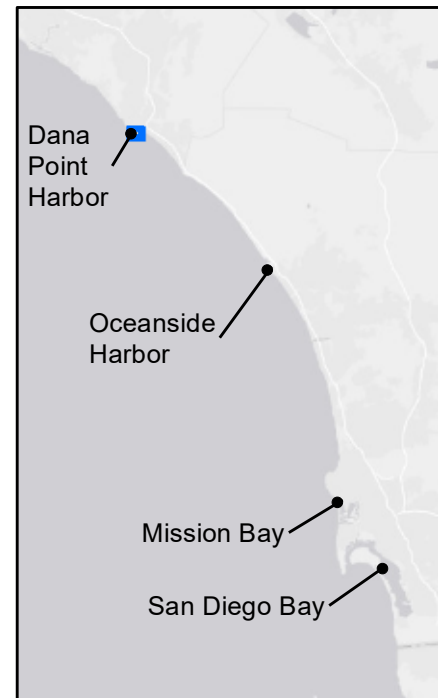 Dana
Point
Harbor
Oceanside
Harbor
Mission Bay
San Diego Bay